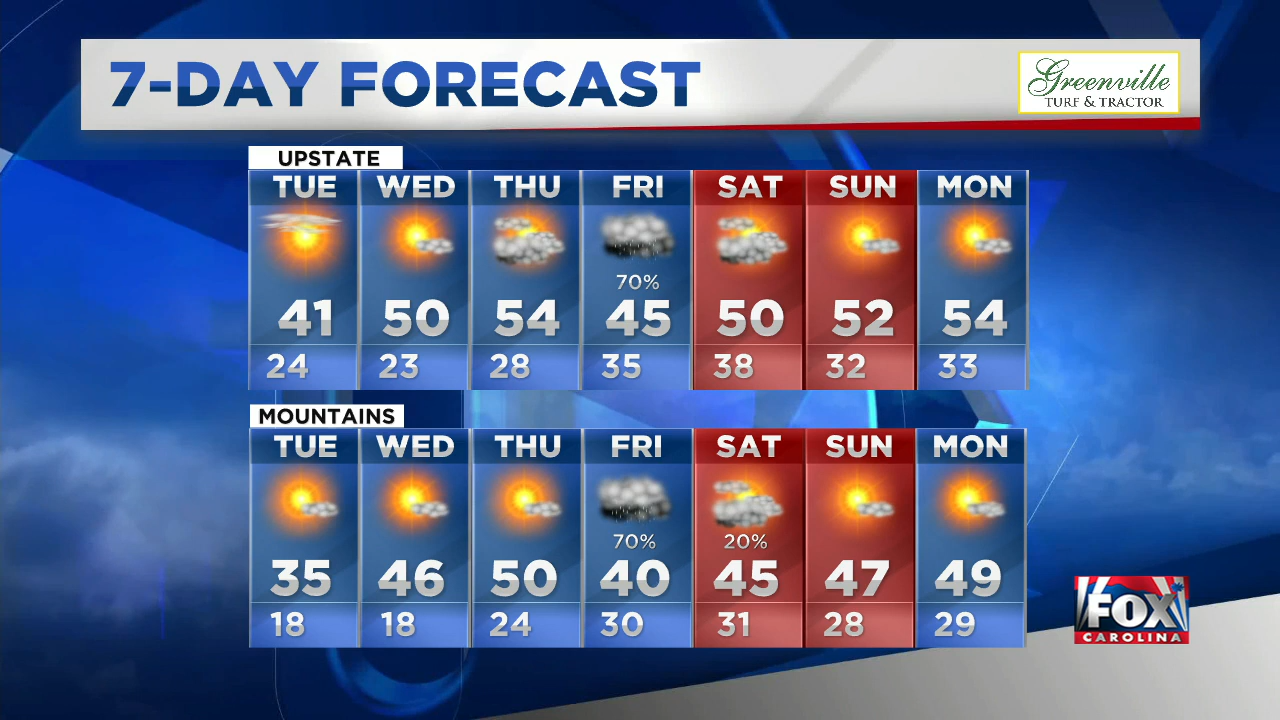 7-DAY FORECAST
Greenville
TURF & TRACTOR
UPSTATE
TUE WED THU FRI SAT SUN MON
70%
41 50 54 45 50 52 54
24 23 28 35 38 32 33
MOUNTAINS
TUE WED THU FRI SAT SUN MON
70% 20%
35 46 50 40 45 47 49
18 18 24 30 31 28 29
FOX
CAROLINA